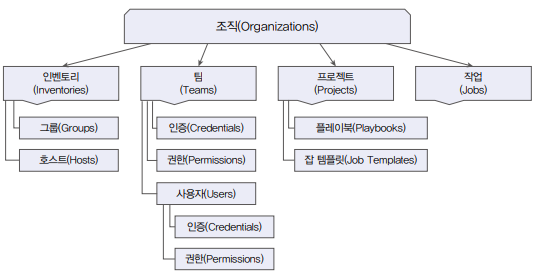 조직(Organizations)
인벤토리
(Inventories)
팀
(Teams)
프로젝트
(Projects)
작업
(Jobs)
그룹(Groups)
호스트(Hosts)
인증(Credentials)
권한(Permissions)
사용자(Users)
인증(Credentials)
권한(Permissions)
플레이북(Playbooks)
잡 템플릿(Job Templates)